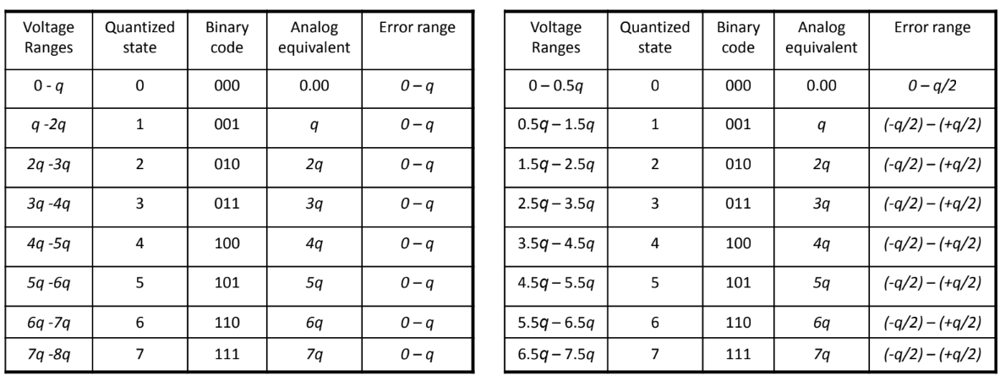 Voltage Ranges Quantized state Binary code Analog equivalent Error range
0 - q 0 000 0.00 0 – q
q -2q 1 001 q 0 – q
2q -3q 2 010 2q 0 – q
3q -4q 3 011 3q 0 – q
4q -5q 4 100 4q 0 – q
5q -6q 5 101 5q 0 – q
6q -7q 6 110 6q 0 – q
7q -8q 7 111 7q 0 – q
Voltage Ranges Quantized state Binary code Analog equivalent Error range
0 – 0.5q 0 000 0.00 0 – q/2
0.5q – 1.5q 1 001 q (-q/2) – (+q/2)
1.5q – 2.5q 2 010 2q (-q/2) – (+q/2)
2.5q – 3.5q 3 011 3q (-q/2) – (+q/2)
3.5q – 4.5q 4 100 4q (-q/2) – (+q/2)
4.5q – 5.5q 5 101 5q (-q/2) – (+q/2)
5.5q – 6.5q 6 110 6q (-q/2) – (+q/2)
6.5q – 7.5q 7 111 7q (-q/2) – (+q/2)